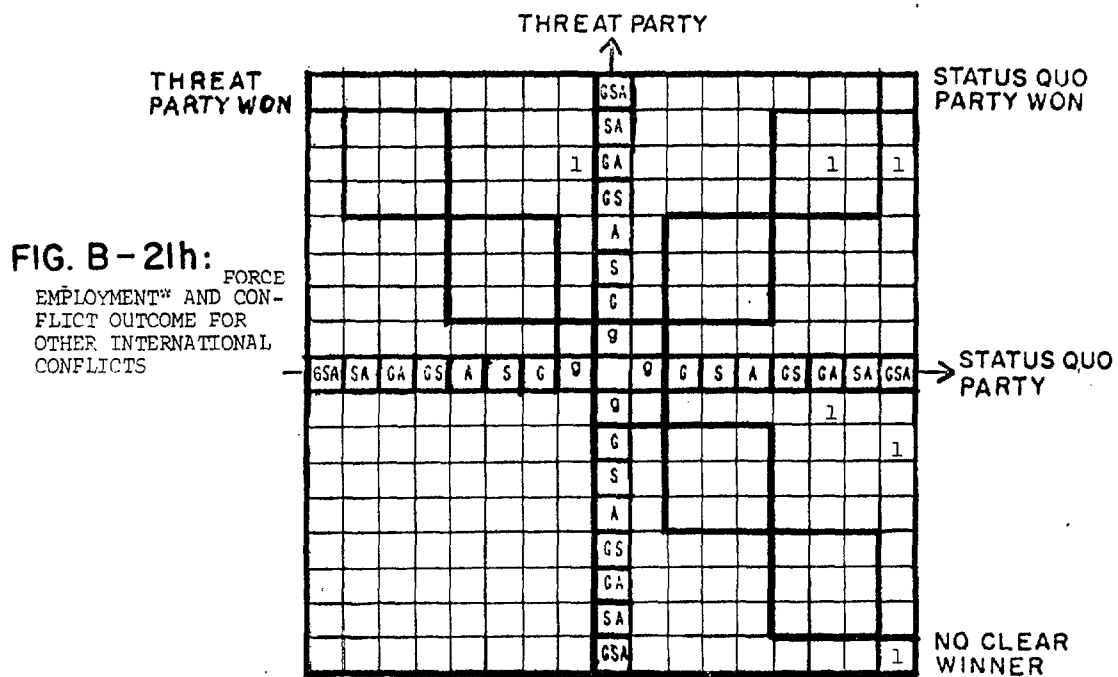 THREAT PARTY
THREAT
PARTY WON
STATUS QUO
PARTY WON
GSA
SA
1 GA 1 1
GS
A
S
G
g
FIG. B-21h:
FORCE
EMPLOYMENT* AND CON-
FLICT OUTCOME FOR
OTHER INTERNATIONAL
CONFLICTS
GSA SA GA GS A S G g g G S A GS GA SA GSA
STATUS QUO
PARTY
g 1
G 1
S
A
GS
GA
SA
GSA 1
NO CLEAR
WINNER